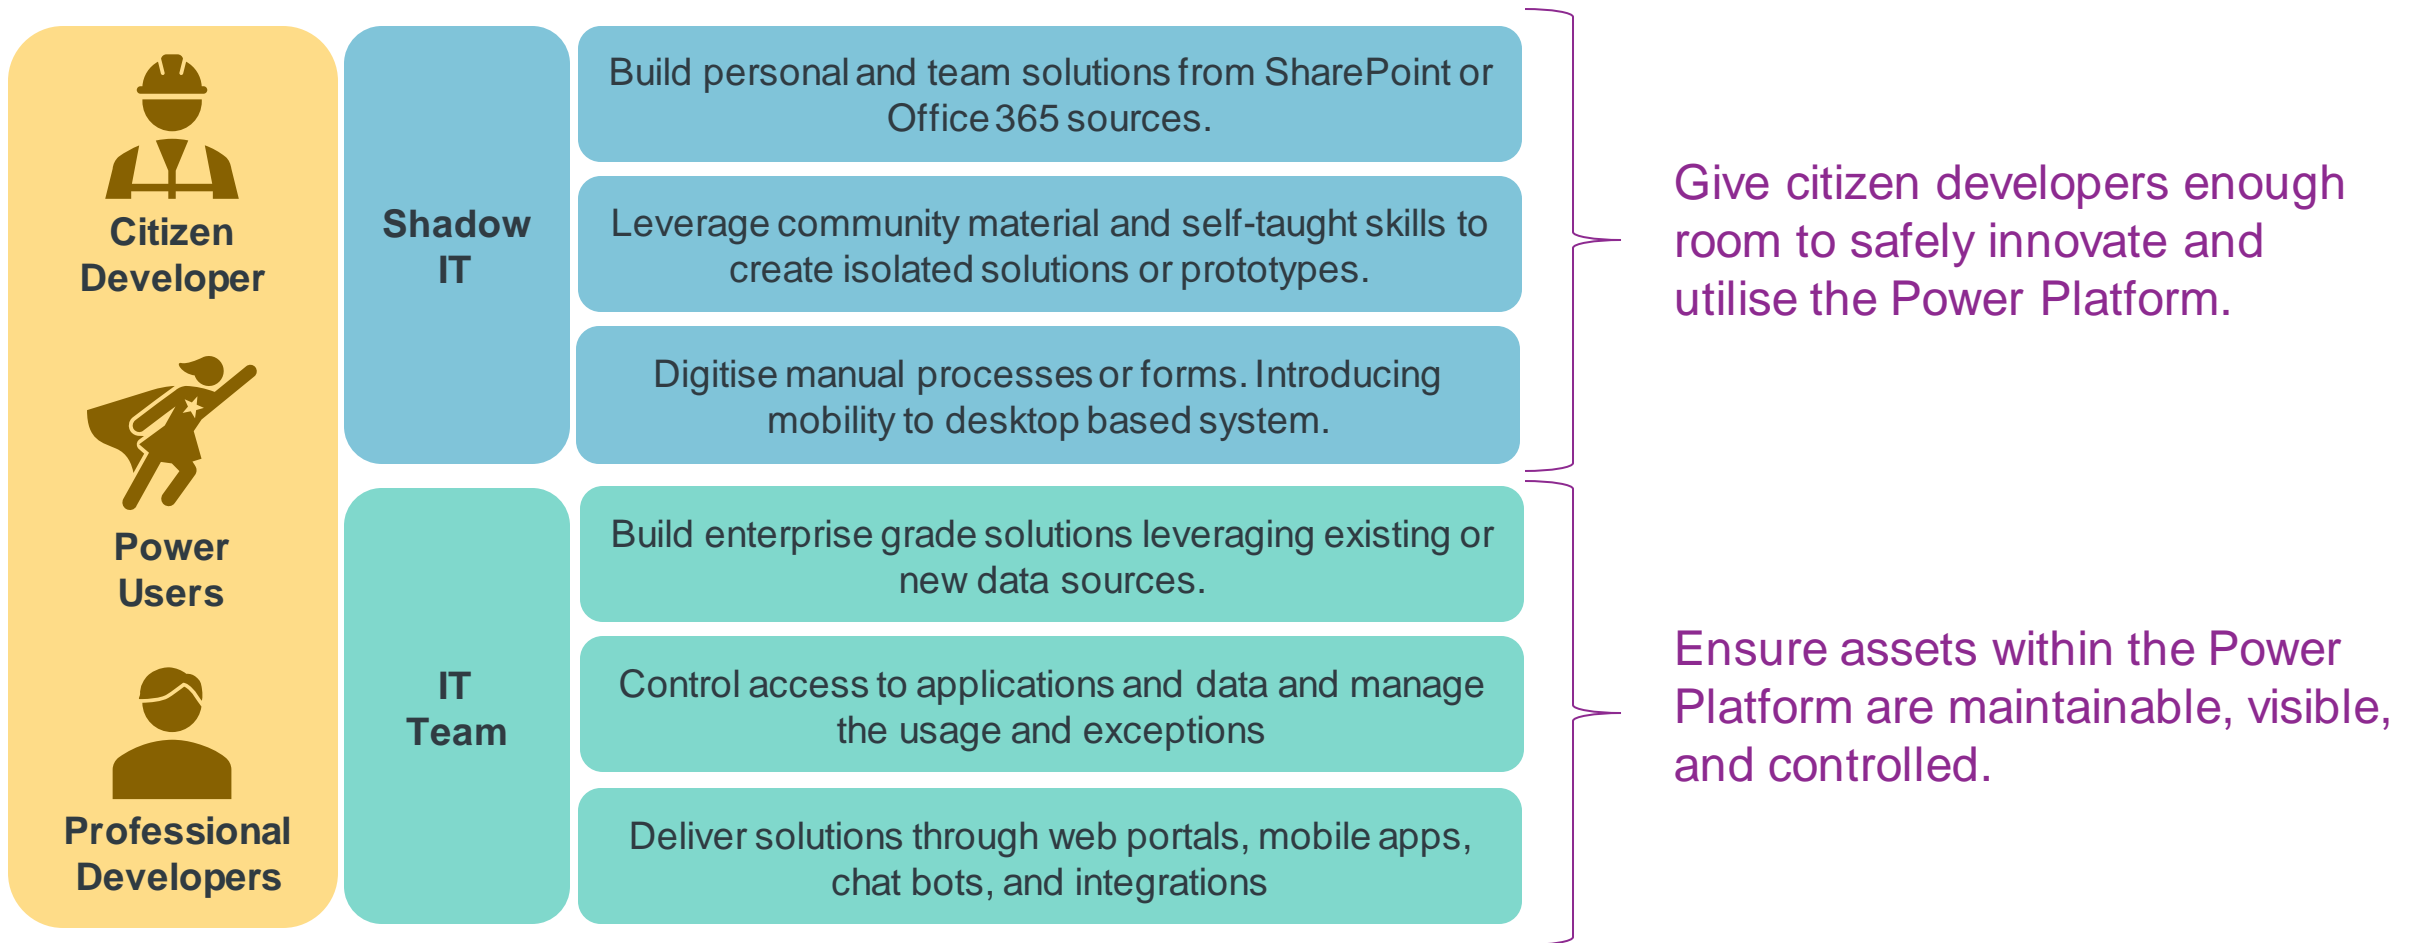 Citizen
Developer
Power
Users
Professional
Developers
Shadow
IT
Build personal and team solutions from SharePoint or
Office 365 sources.
Leverage community material and self-taught skills to
create isolated solutions or prototypes.
Digitise manual processes or forms. Introducing
mobility to desktop based system.
IT
Team
Build enterprise grade solutions leveraging existing or
new data sources.
Control access to applications and data and manage
the usage and exceptions
Deliver solutions through web portals, mobile apps,
chat bots, and integrations
Give citizen developers enough
room to safely innovate and
utilise the Power Platform.
Ensure assets within the Power
Platform are maintainable, visible,
and controlled.